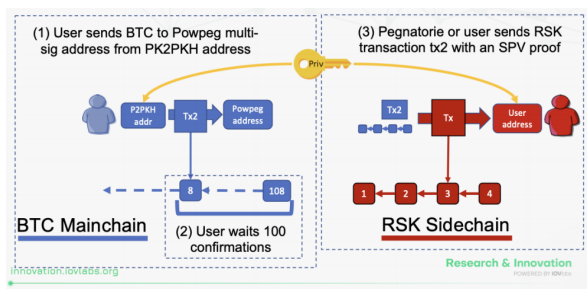 (1) User sends BTC to Powpeg multi-
sig address from PK2PKH address
(3) Pegnatorie or user sends RSK
transaction tx2 with an SPV proof
Priv
P2PKH
addr
Tx2
Powpeg
address
Tx2
Tx
User
address
8
108
1
2
3
4
(2) User waits 100
confirmations
BTC Mainchain
RSK Sidechain
innovation.iovlabs.org
Research & Innovation
POWERED BY IOVlabs